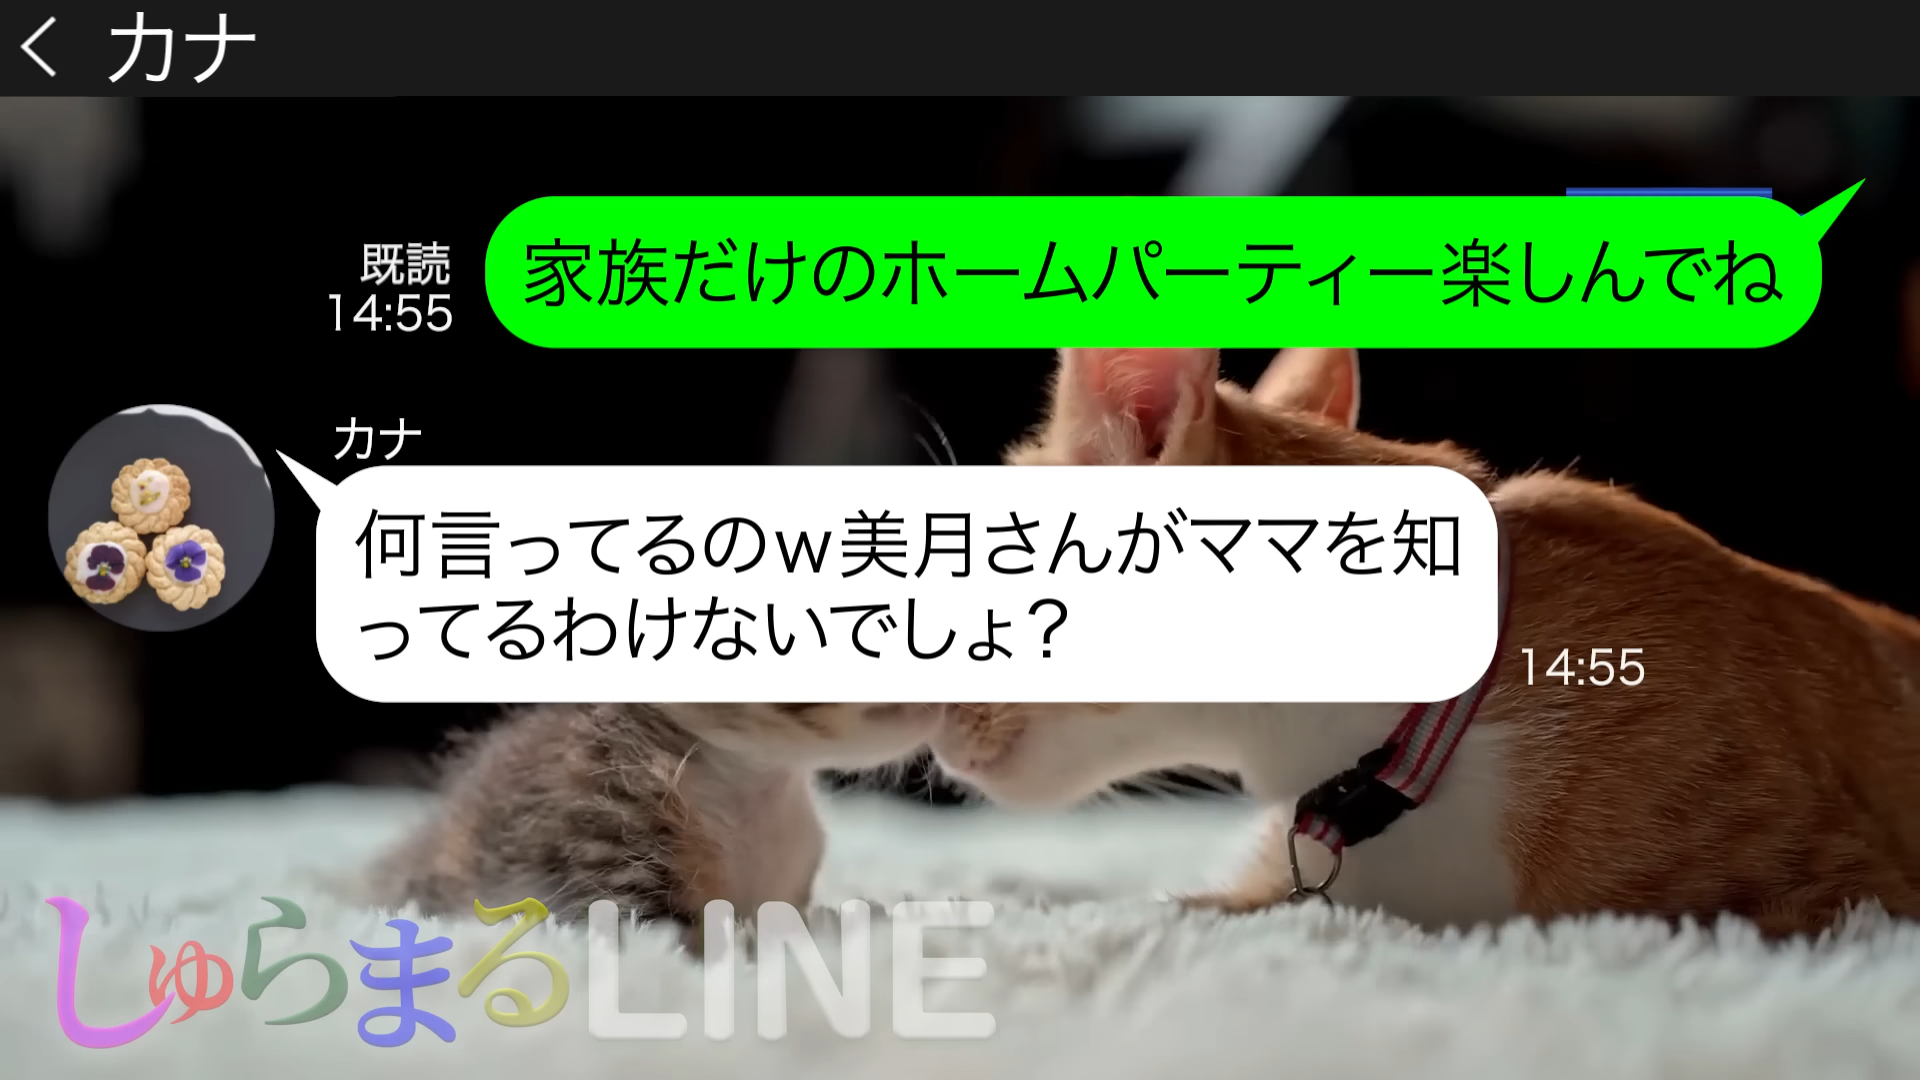 カナ
家族だけのホームパーティー楽しんでね
既読
14:55
カナ
何言ってるのw美月さんがママを知
ってるわけないでしょ?
14:55
しゅらまるLINE